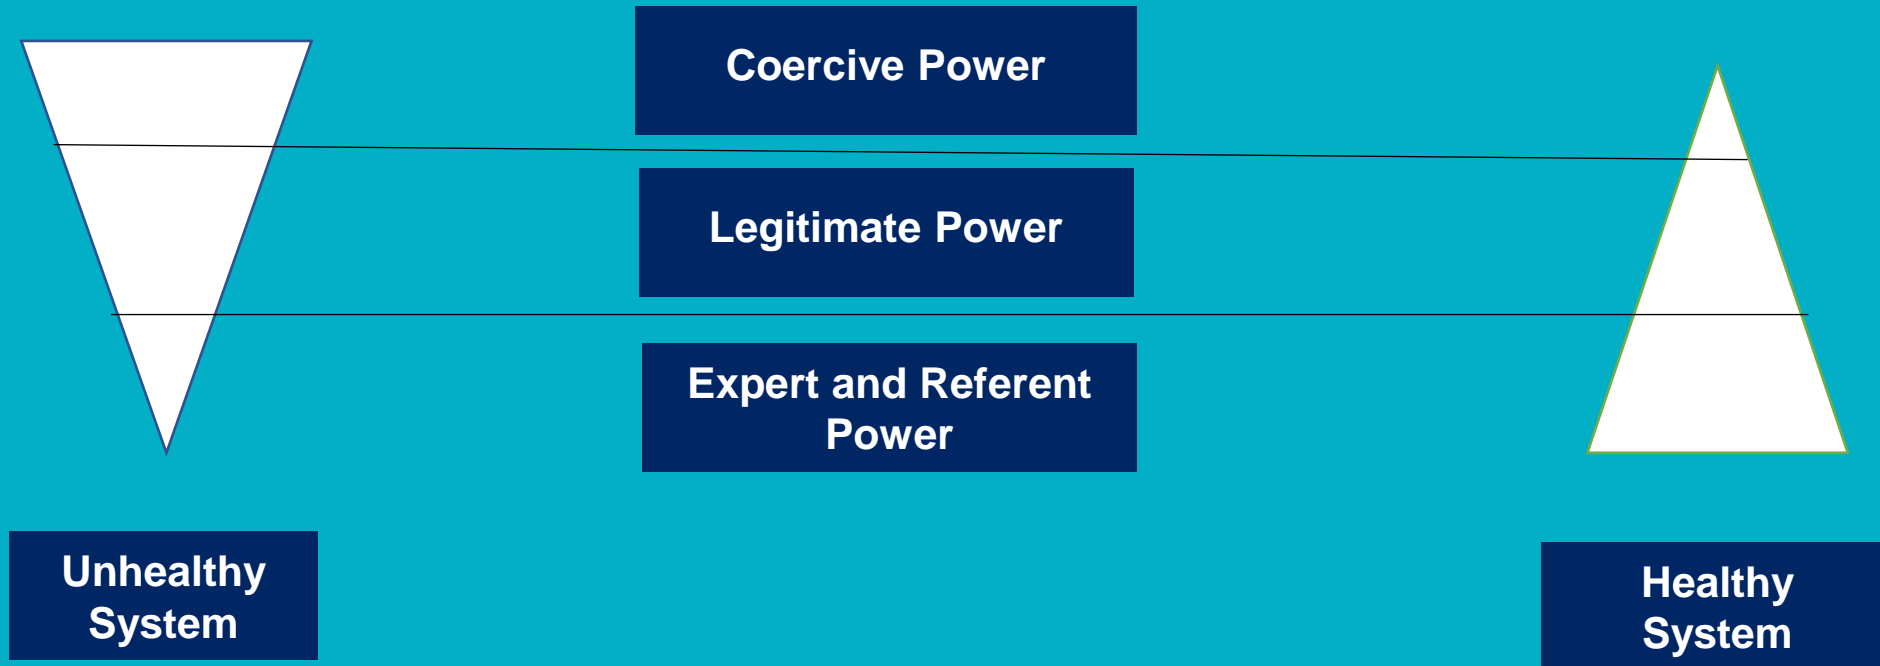 Coercive Power
Legitimate Power
Expert and Referent
Power
Unhealthy
System
Healthy
System